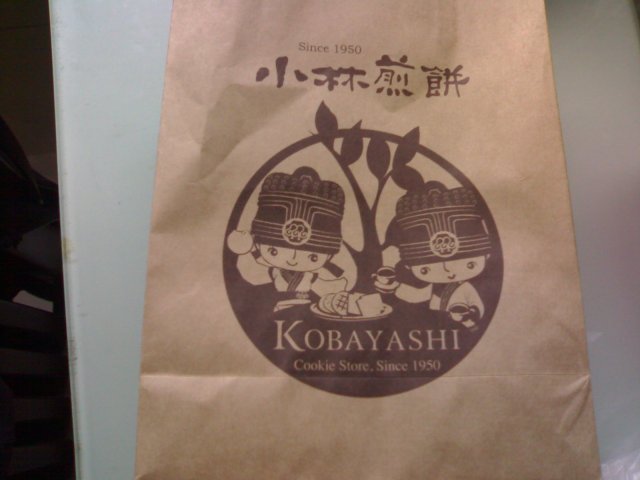 Since 1950
小林煎餅
KOBAYASHI
Cookie Store. Since 1950